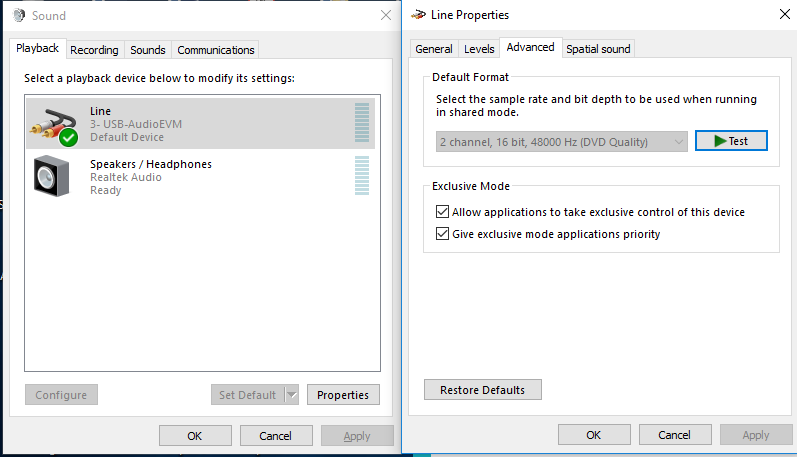 Sound
Playback
Recording
Sounds
Communications
Select a playback device below to modify its settings:
Line
3- USB-AudioEVM
Default Device
Speakers / Headphones
Realtek Audio
Ready
Configure
Set Default
Properties
OK
Cancel
Apply
Line Properties
General
Levels
Advanced
Spatial sound
Default Format
Select the sample rate and bit depth to be used when running
in shared mode.
2 channel, 16 bit, 48000 Hz (DVD Quality)
Test
Exclusive Mode
Allow applications to take exclusive control of this device
Give exclusive mode applications priority
Restore Defaults
OK
Cancel
Apply